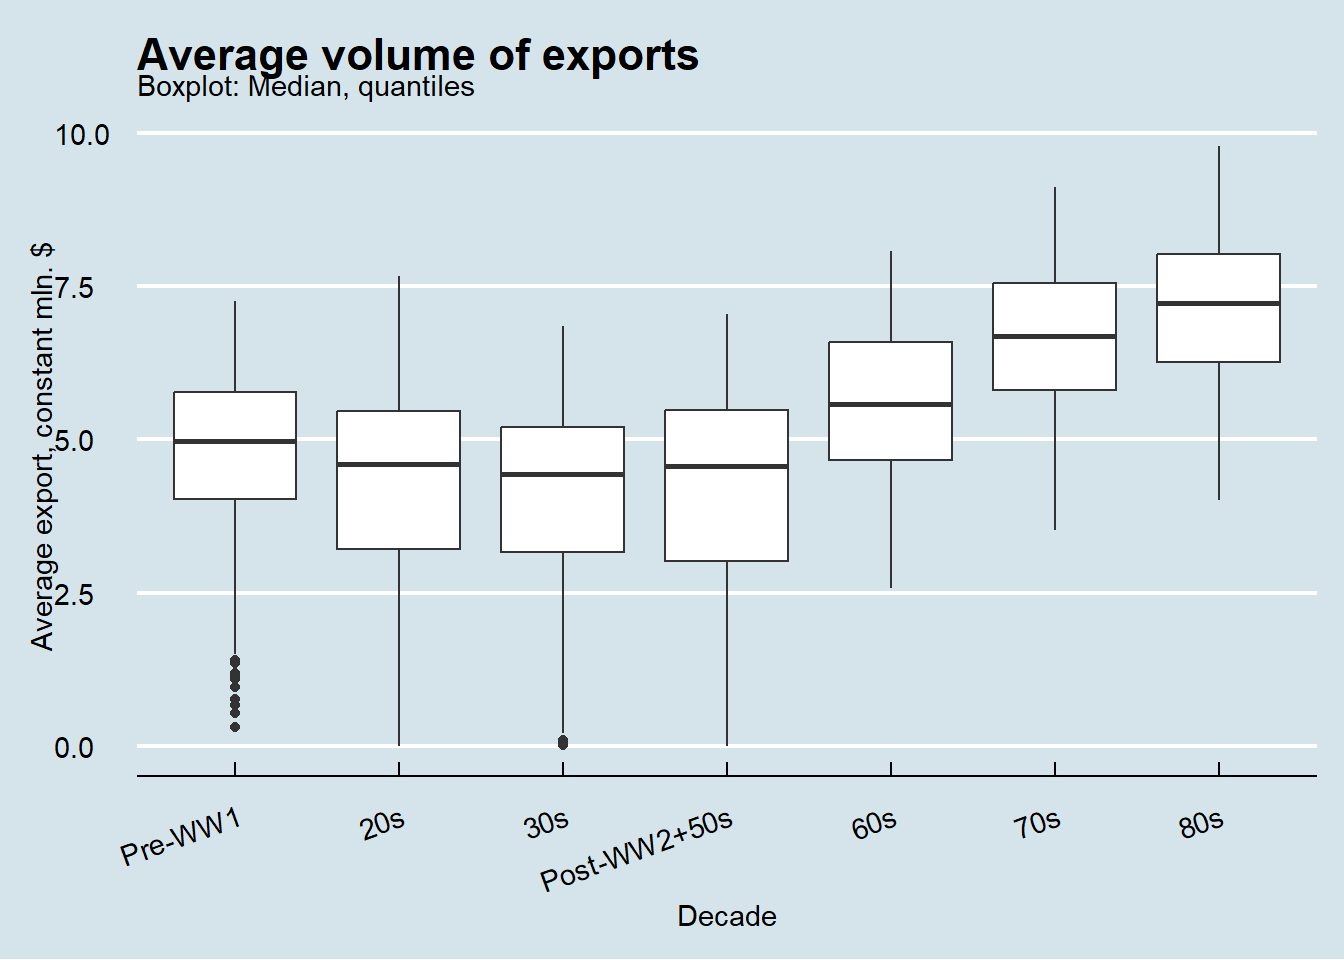 Average volume of exports
Boxplot: Median, quantiles
Average export, constant mln. $
10.0
7.5
5.0
2.5
0.0
Pre-WW1
20s
30s
Post-WW2+50s
60s
70s
80s
Decade